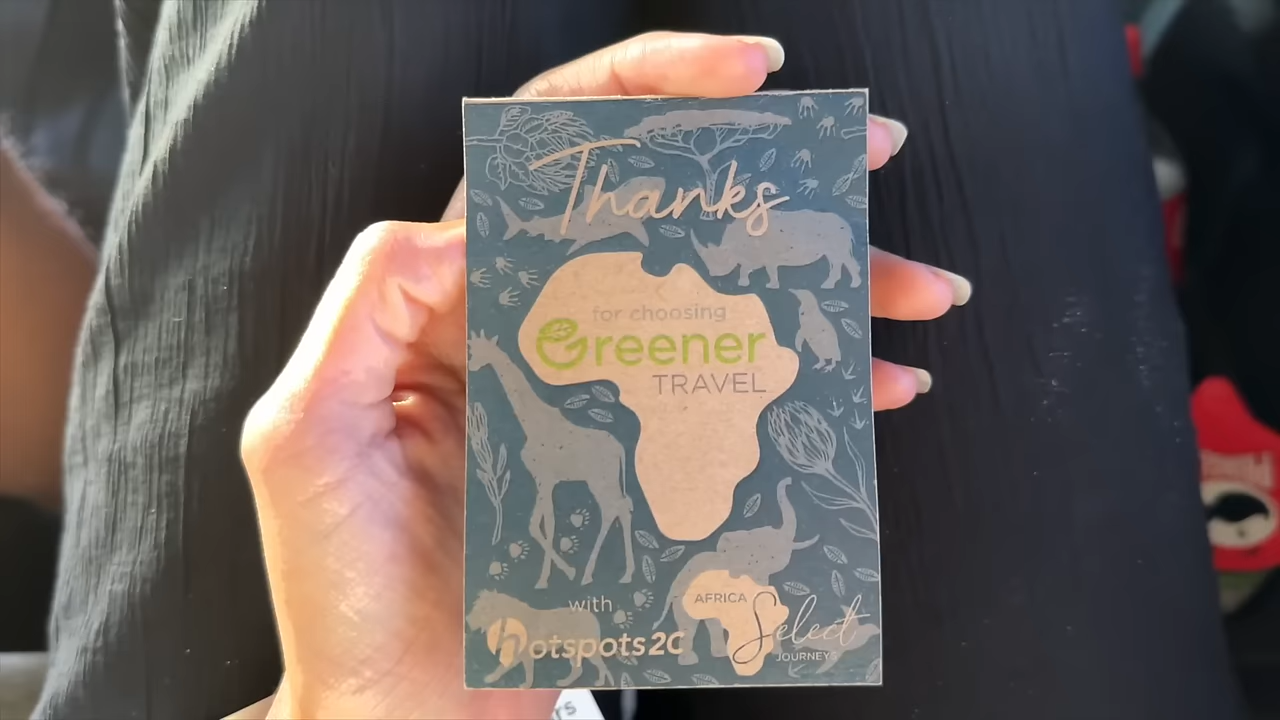 Thanks
for choosing
Greener
TRAVEL
with
hotspots2c
AFRICA
Select
JOURNEYS